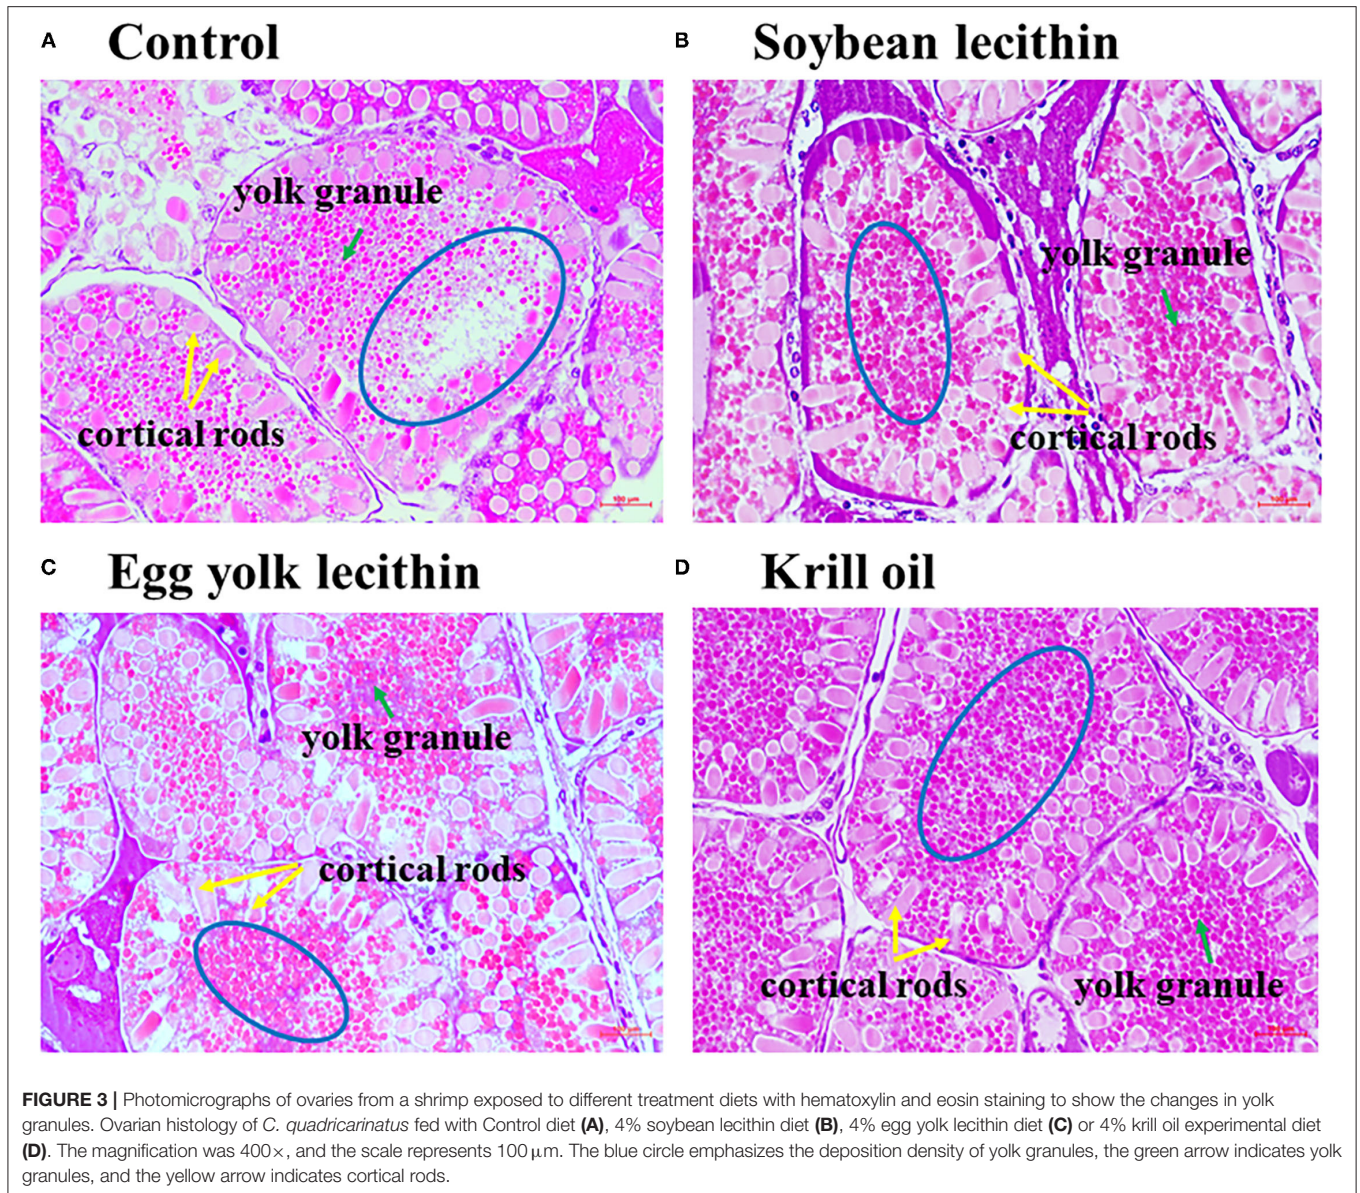 A Control
B Soybean lecithin
yolk granule
cortical rods
100 µm
yolk granule
cortical rods
100 µm
C Egg yolk lecithin
D Krill oil
yolk granule
cortical rods
cortical rods
yolk granule
FIGURE 3 | Photomicrographs of ovaries from a shrimp exposed to different treatment diets with hematoxylin and eosin staining to show the changes in yolk
granules. Ovarian histology of C. quadricarinatus fed with Control diet (A), 4% soybean lecithin diet (B), 4% egg yolk lecithin diet (C) or 4% krill oil experimental diet
(D). The magnification was 400×, and the scale represents 100 µm. The blue circle emphasizes the deposition density of yolk granules, the green arrow indicates yolk
granules, and the yellow arrow indicates cortical rods.